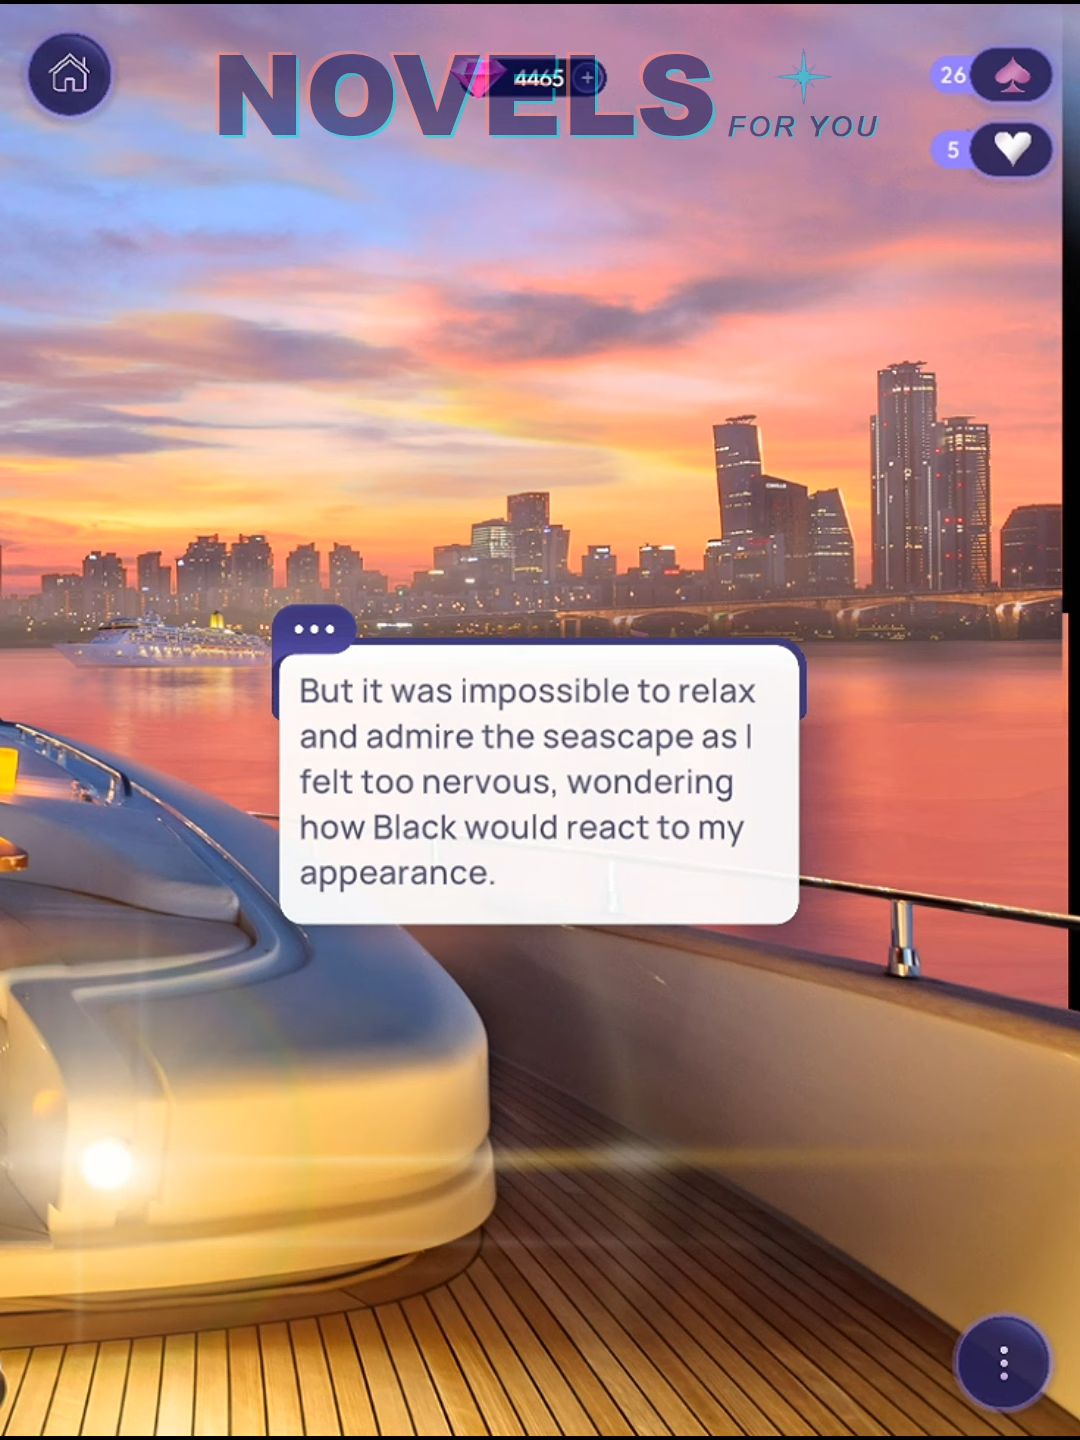 NOVELS
FOR YOU
4465
26
5
But it was impossible to relax
and admire the seascape as I
felt too nervous, wondering
how Black would react to my
appearance.